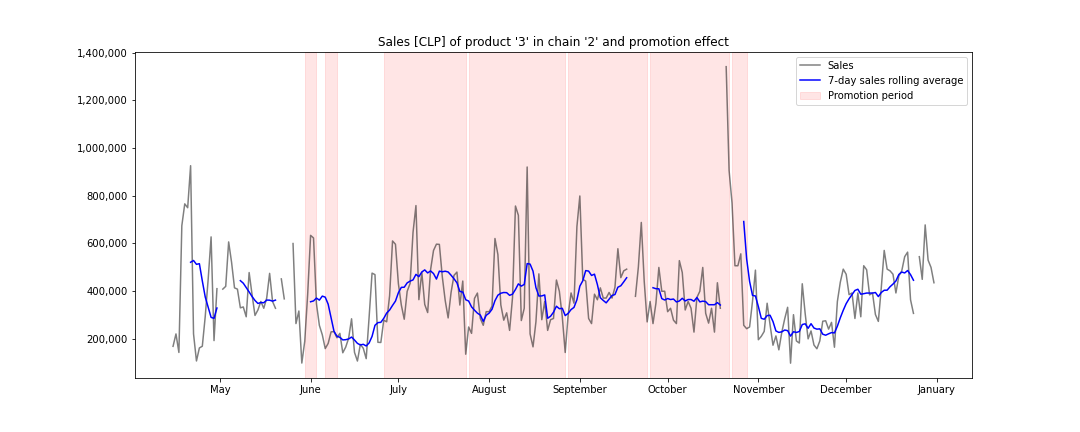 Sales [CLP] of product '3' in chain '2' and promotion effect
1,400,000
1,200,000
1,000,000
800,000
600,000
400,000
200,000
Sales
7-day sales rolling average
Promotion period
May June July August September October November December January